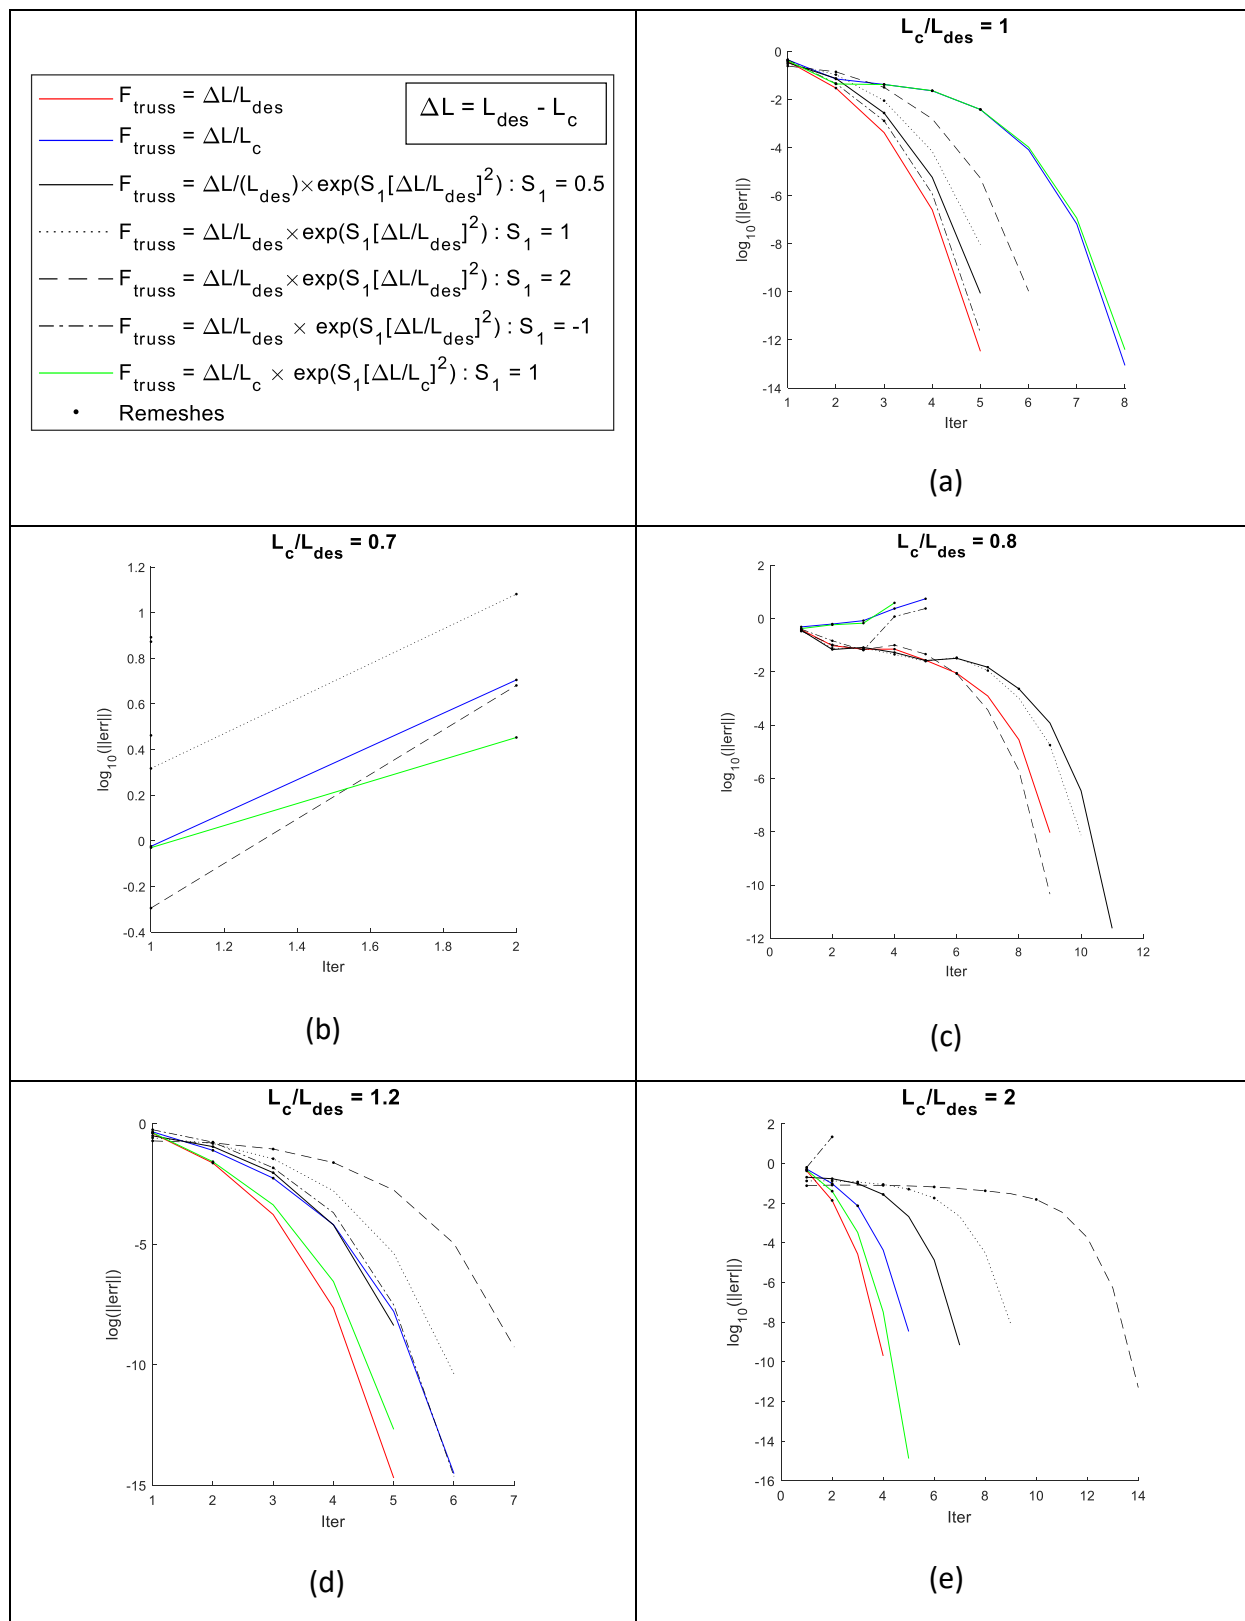 F_truss = ΔL/L_des
F_truss = ΔL/L_c
F_truss = ΔL/(L_des)×exp(S_1[ΔL/L_des]^2) : S_1 = 0.5
F_truss = ΔL/L_des×exp(S_1[ΔL/L_des]^2) : S_1 = 1
F_truss = ΔL/L_des×exp(S_1[ΔL/L_des]^2) : S_1 = 2
F_truss = ΔL/L_des × exp(S_1[ΔL/L_des]^2) : S_1 = -1
F_truss = ΔL/L_c × exp(S_1[ΔL/L_c]^2) : S_1 = 1
Remeshes
ΔL = L_des - L_c
L_c/L_des = 1
0
-2
-4
-6
-8
-10
-12
-14
log_10(||err||)
1 2 3 4 5 6 7 8
Iter
(a)
L_c/L_des = 0.7
1.2
1
0.8
0.6
0.4
0.2
0
-0.2
-0.4
log_10(||err||)
1 1.2 1.4 1.6 1.8 2
Iter
(b)
L_c/L_des = 0.8
2
0
-2
-4
-6
-8
-10
-12
log_10(||err||)
0 2 4 6 8 10 12
Iter
(c)
L_c/L_des = 1.2
0
-5
-10
-15
log(||err||)
1 2 3 4 5 6 7
Iter
(d)
L_c/L_des = 2
2
0
-2
-4
-6
-8
-10
-12
-14
-16
log_10(||err||)
0 2 4 6 8 10 12 14
Iter
(e)